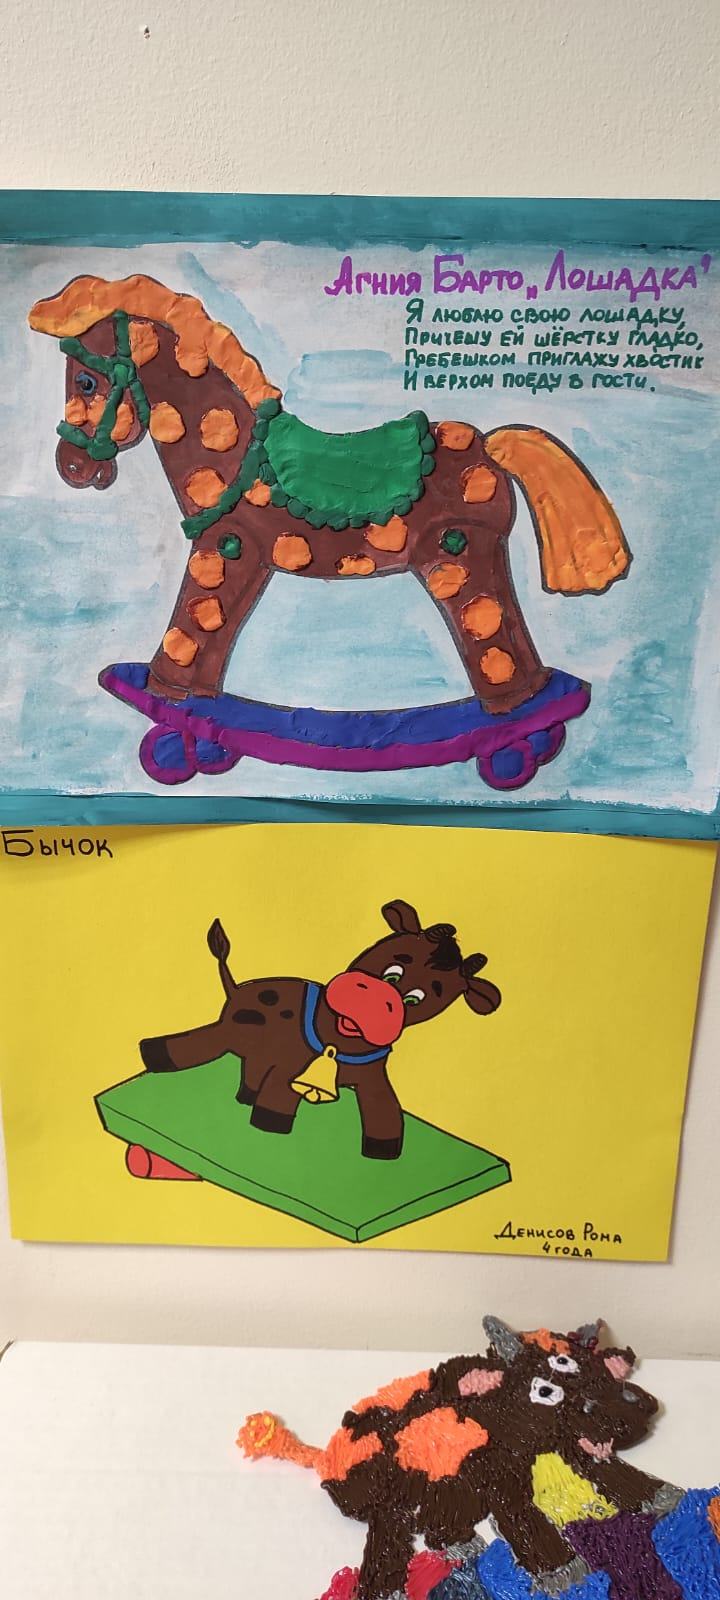 Агния Барто „Лошадка"
Я люблю свою лошадку,
Причешу ей шёрстку гладко,
Гребешком приглажу хвостик
И верхом поеду в гости.
Бычок
Денисов Рома
4 года